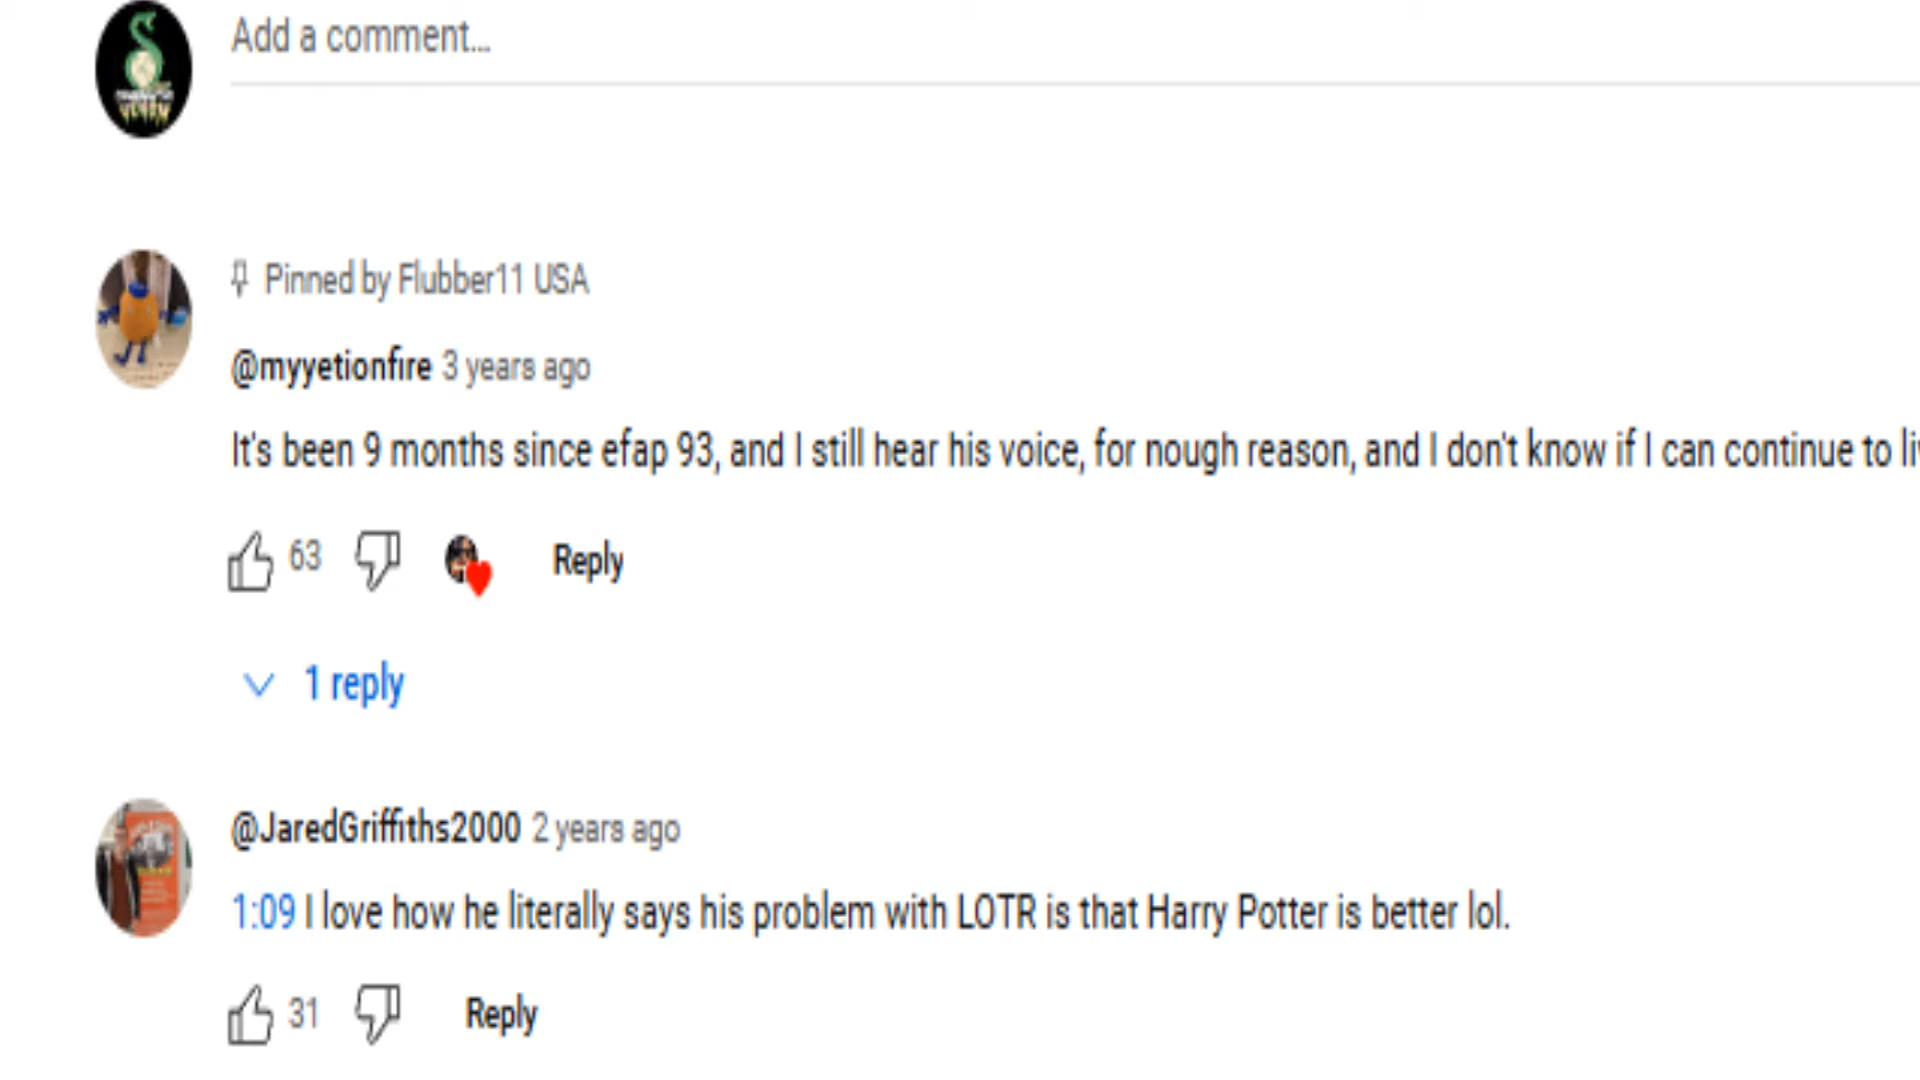 Add a comment...
Pinned by Flubber11 USA
@myyetionfire 3 years ago
It's been 9 months since efap 93, and I still hear his voice, for nough reason, and I don't know if I can continue to
63
Reply
1 reply
@JaredGriffiths2000 2 years ago
1:09 I love how he literally says his problem with LOTR is that Harry Potter is better lol.
31
Reply